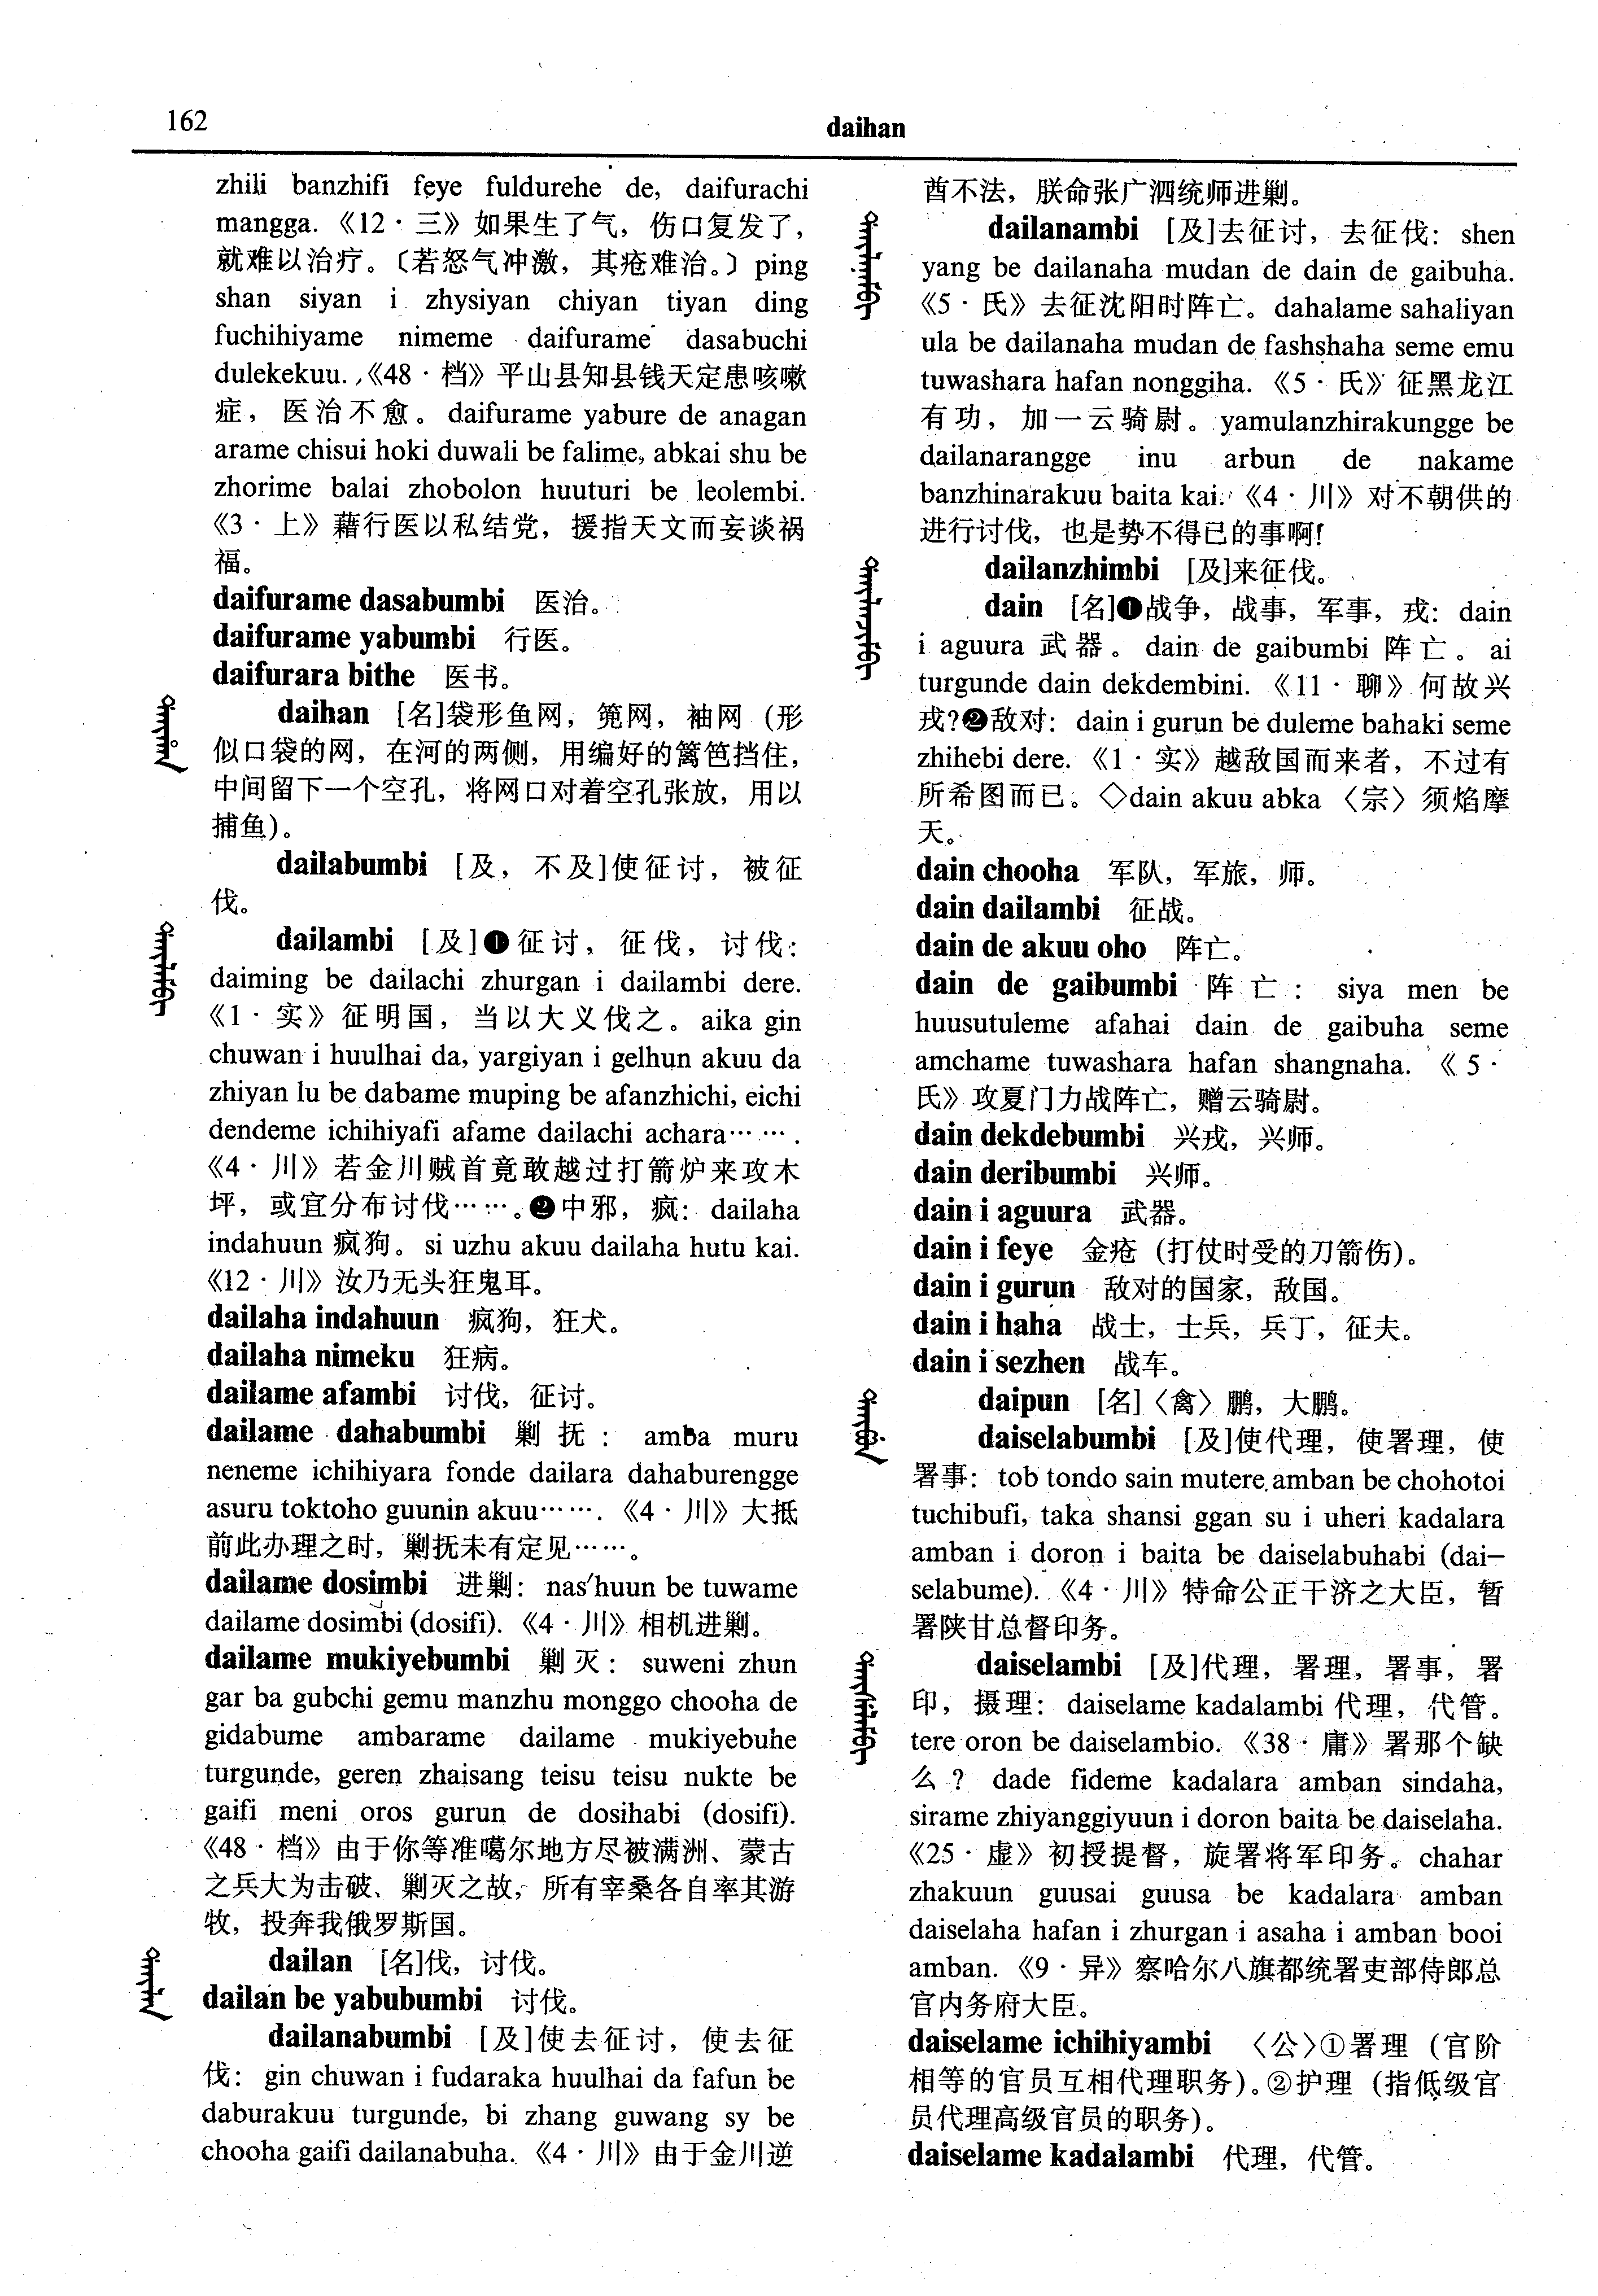 162
daihan
zhili banzhifi feye fuldurehe de, daifurachi
mangga.《12·三》如果生了气，伤口复发了，
就难以治疗。〔若怒气冲激，其疮难治。〕ping
shan siyan i zhysiyan chiyan tiyan ding
fuchihiyame nimeme daifurame dasabuchi
dulekekuu.《48·档》平山县知县钱天定患咳嗽
症，医治不愈。daifurame yabure de anagan
arame chisui hoki duwali be falime, abkai shu be
zhorime balai zhobolon huuturi be leolembi.
《3·上》藉行医以私结党，援指天文而妄谈祸
福。
daifurame dasabumbi 医治。
daifurame yabumbi 行医。
daifurara bithe 医书。
daihan [名]袋形鱼网，篼网，袖网（形
似口袋的网，在河的两侧，用编好的篱笆挡住，
中间留下一个空孔，将网口对着空孔张放，用以
捕鱼）。
dailabumbi [及，不及]使征讨，被征
伐。
dailambi [及]❶征讨，征伐，讨伐：
daiming be dailachi zhurgan i dailambi dere.
《1·实》征明国，当以大义伐之。aika gin
chuwan i huulhai da, yargiyan i gelhun akuu da
zhiyan lu be dabame muping be afanzhichi, eichi
dendeme ichihiyafi afame dailachi achara……．
《4·川》若金川贼首竟敢越过打箭炉来攻木
坪，或宜分布讨伐……。❷中邪，疯：dailaha
indahuun 疯狗。si uzhu akuu dailaha hutu kai.
《12·川》汝乃无头狂鬼耳。
dailaha indahuun 疯狗，狂犬。
dailaha nimeku 狂病。
dailame afambi 讨伐，征讨。
dailame dahabumbi 剿抚：amba muru
neneme ichihiyara fonde dailara dahaburengge
asuru toktoho guunin akuu……．《4·川》大抵
前此办理之时，剿抚未有定见……。
dailame dosimbi 进剿：nas'huun be tuwame
dailame dosimbi (dosifi).《4·川》相机进剿。
dailame mukiyebumbi 剿灭：suweni zhun
gar ba gubchi gemu manzhu monggo chooha de
gidabume ambarame dailame mukiyebuhe
turgunde, geren zhaisang teisu teisu nukte be
gaifi meni oros gurun de dosihabi (dosifi).
《48·档》由于你等准噶尔地方尽被满洲、蒙古
之兵大为击破、剿灭之故，所有宰桑各自率其游
牧，投奔我俄罗斯国。
dailan [名]伐，讨伐。
dailan be yabubumbi 讨伐。
dailanabumbi [及]使去征讨，使去征
伐：gin chuwan i fudaraka huulhai da fafun be
daburakuu turgunde, bi zhang guwang sy be
chooha gaifi dailanabuha.《4·川》由于金川逆
酋不法，朕命张广泗统师进剿。
dailanambi [及]去征讨，去征伐：shen
yang be dailanaha mudan de dain de gaibuha.
《5·氏》去征沈阳时阵亡。dahalame sahaliyan
ula be dailanaha mudan de fashshaha seme emu
tuwashara hafan nonggiha.《5·氏》征黑龙江
有功，加一云骑尉。yamulanzhirakungge be
dailanarangge inu arbun de nakame
banzhinarakuu baita kai.《4·川》对不朝供的
进行讨伐，也是势不得已的事啊！
dailanzhimbi [及]来征伐。
dain [名]❶战争，战事，军事，戎：dain
i aguura 武器。dain de gaibumbi 阵亡。ai
turgunde dain dekdembini.《11·聊》何故兴
戎？❷敌对：dain i gurun be duleme bahaki seme
zhihebi dere.《1·实》越敌国而来者，不过有
所希图而已。◇dain akuu abka〈宗〉须焰摩
天。
dain chooha 军队，军旅，师。
dain dailambi 征战。
dain de akuu oho 阵亡。
dain de gaibumbi 阵亡：siya men be
huusutuleme afahai dain de gaibuha seme
amchame tuwashara hafan shangnaha.《5·
氏》攻夏门力战阵亡，赠云骑尉。
dain dekdebumbi 兴戎，兴师。
dain deribumbi 兴师。
dain i aguura 武器。
dain i feye 金疮（打仗时受的刀箭伤）。
dain i gurun 敌对的国家，敌国。
dain i haha 战士，士兵，兵丁，征夫。
dain i sezhen 战车。
daipun [名]〈禽〉鹏，大鹏。
daiselabumbi [及]使代理，使署理，使
署事：tob tondo sain mutere amban be chohotoi
tuchibufi, taka shansi ggan su i uheri kadalara
amban i doron i baita be daiselabuhabi (dai-
selabume).《4·川》特命公正干济之大臣，暂
署陕甘总督印务。
daiselambi [及]代理，署理，署事，署
印，摄理：daiselame kadalambi 代理，代管。
tere oron be daiselambio.《38·庸》署那个缺
么？dade fideme kadalara amban sindaha,
sirame zhiyanggiyuun i doron baita be daiselaha.
《25·虚》初授提督，旋署将军印务。chahar
zhakuun guusai guusa be kadalara amban
daiselaha hafan i zhurgan i asaha i amban booi
amban.《9·异》察哈尔八旗都统署吏部侍郎总
官内务府大臣。
daiselame ichihiyambi 〈公〉①署理（官阶
相等的官员互相代理职务）。②护理（指低级官
员代理高级官员的职务）。
daiselame kadalambi 代理，代管。